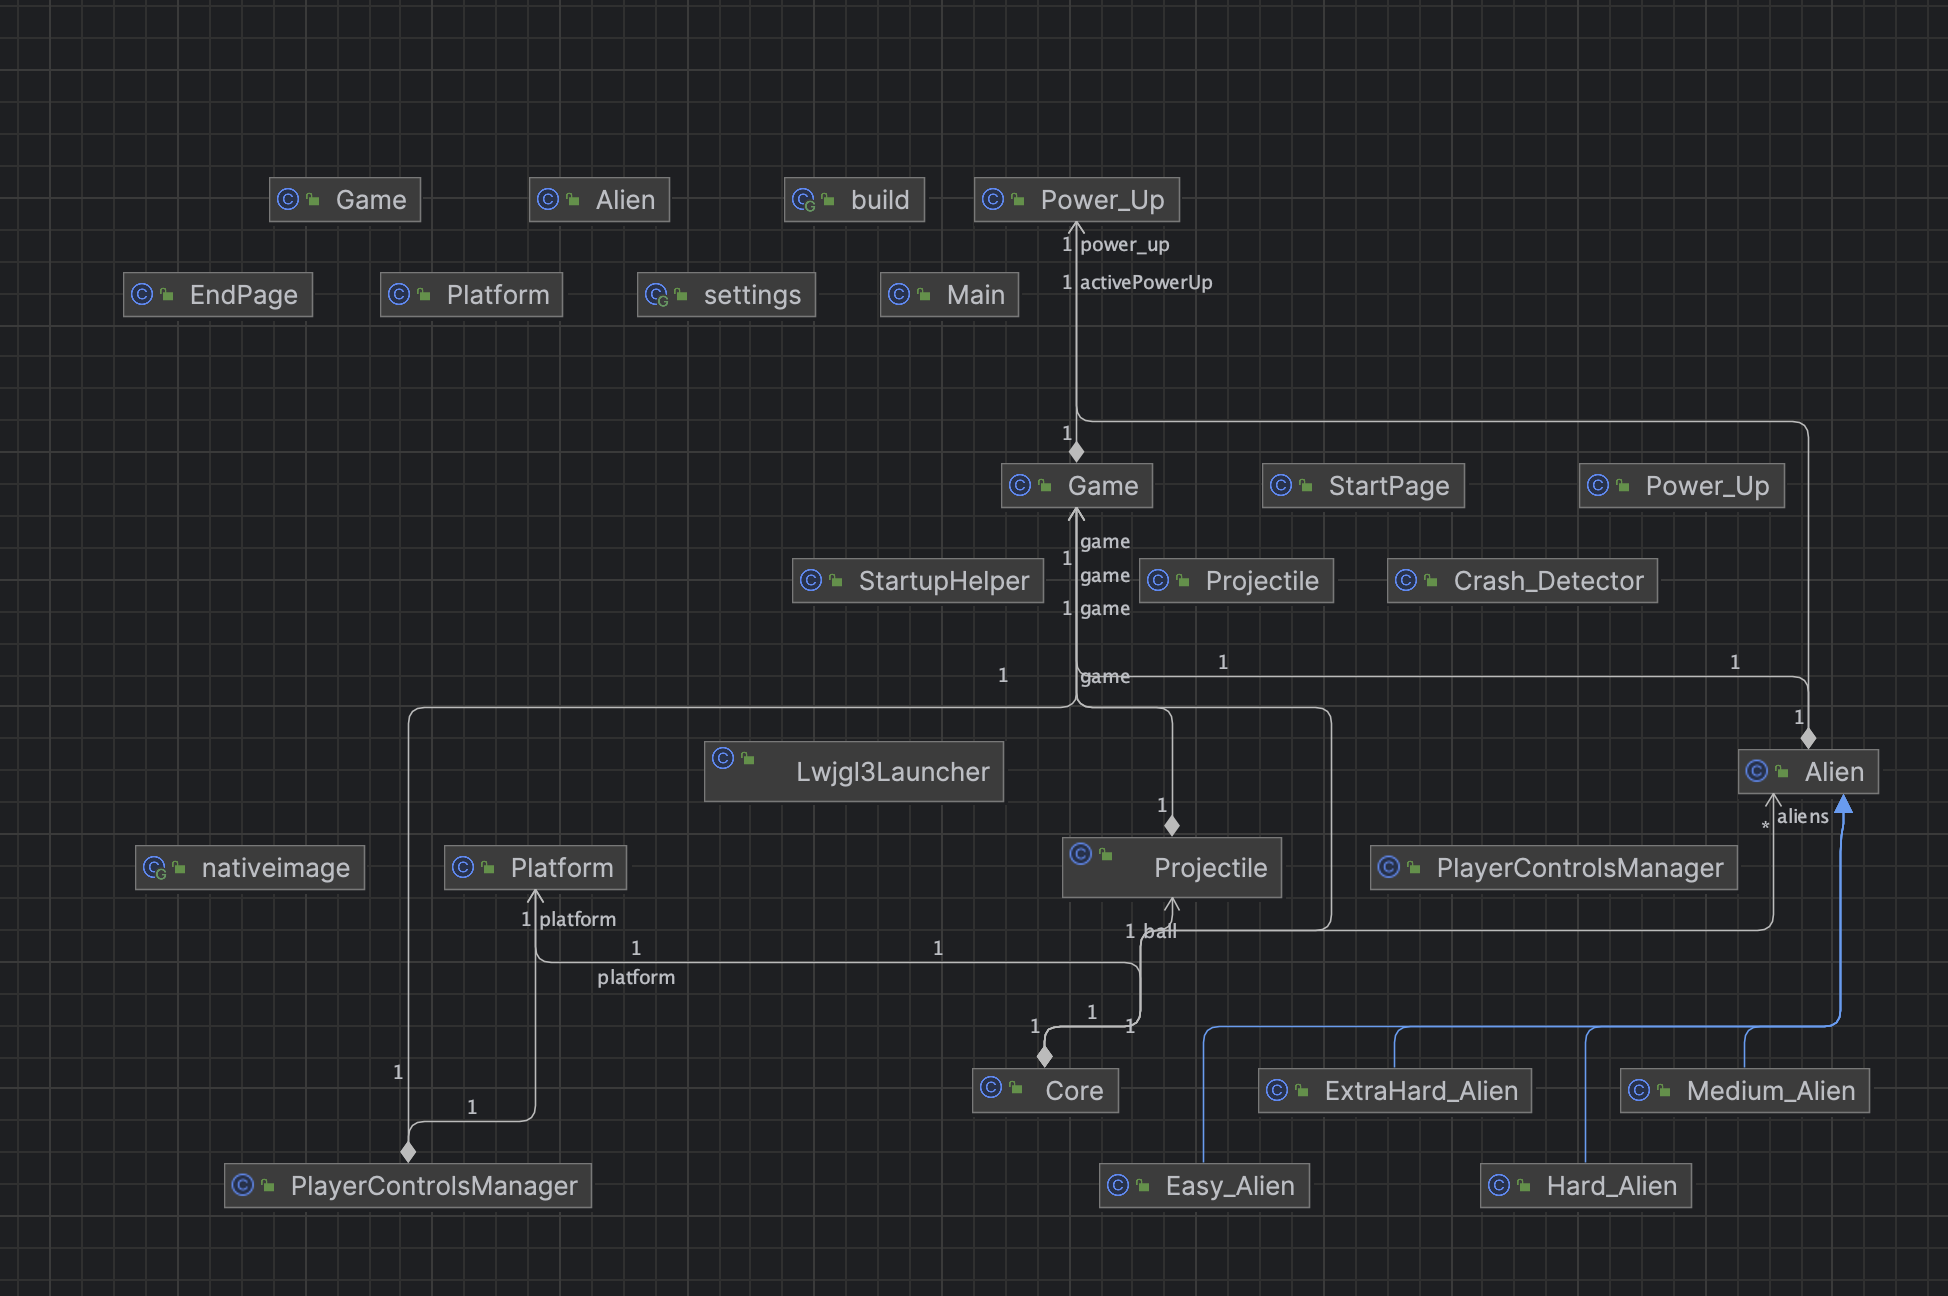 Game
Alien
build
Power_Up
1 power_up
EndPage
Platform
settings
Main
1 activePowerUp
1
Game
StartPage
Power_Up
game
1
StartupHelper
Projectile
Crash_Detector
game
1 game
1
game
1
1
1
Lwjgl3Launcher
Alien
1
* aliens
nativeimage
Platform
Projectile
PlayerControlsManager
1 platform
1 ball
1
1
platform
1
1
1
1
Core
ExtraHard_Alien
Medium_Alien
1
PlayerControlsManager
Easy_Alien
Hard_Alien